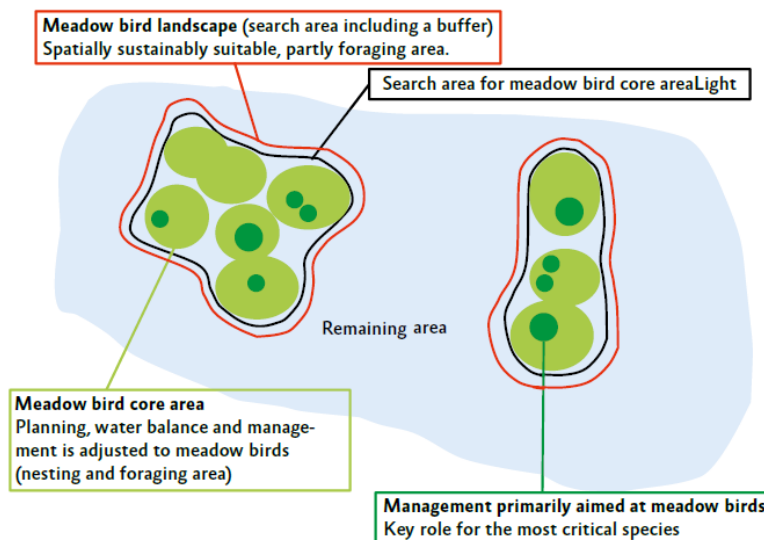 Meadow bird landscape (search area including a buffer)
Spatially sustainably suitable, partly foraging area.
Search area for meadow bird core areaLight
Remaining area
Meadow bird core area
Planning, water balance and manage-
ment is adjusted to meadow birds
(nesting and foraging area)
Management primarily aimed at meadow birds
Key role for the most critical species